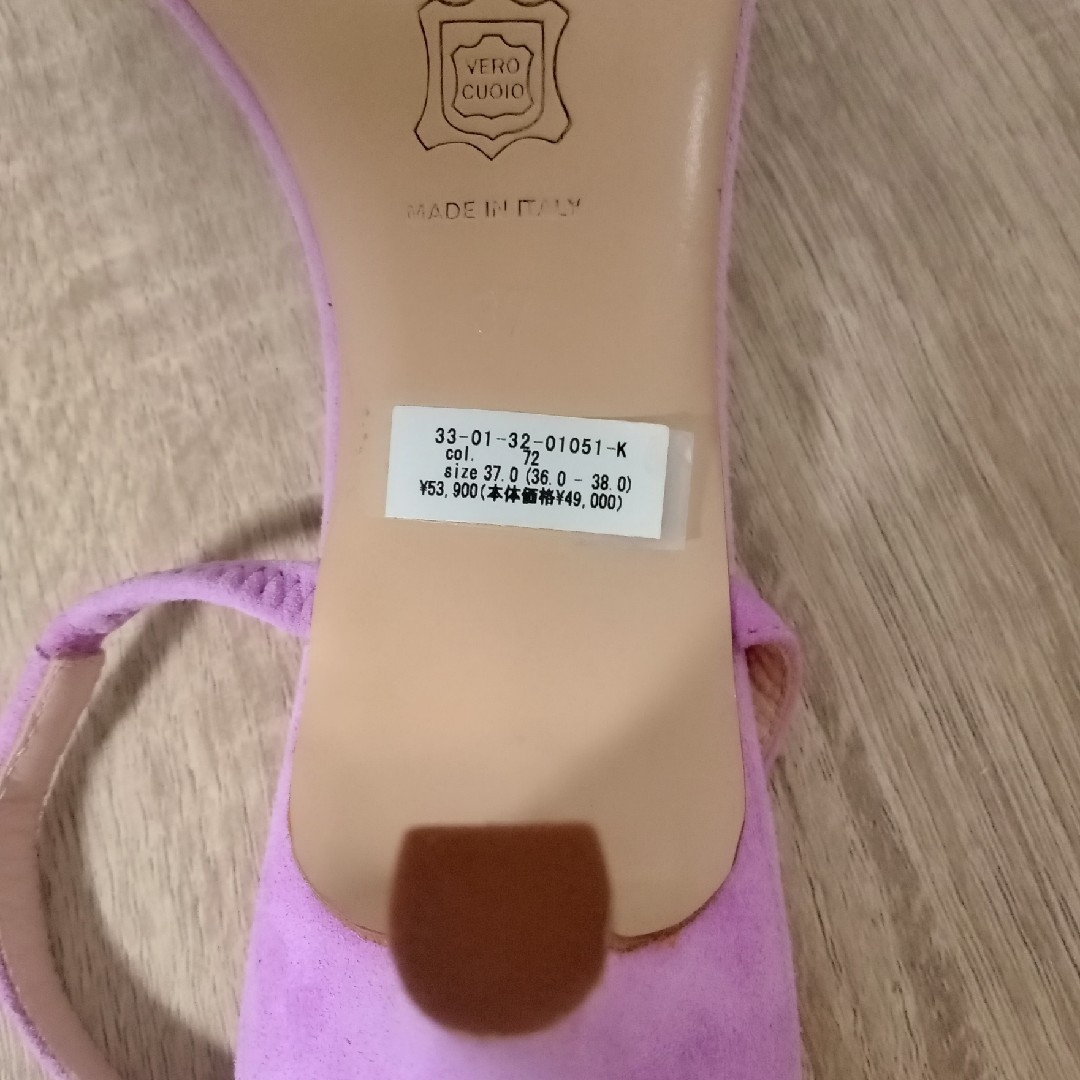 VERO
CUOIO
MADE IN ITALY
33-01-32-01051-K
col. 72
size 37.0 (36.0 - 38.0)
¥53,900(本体価格¥49,000)